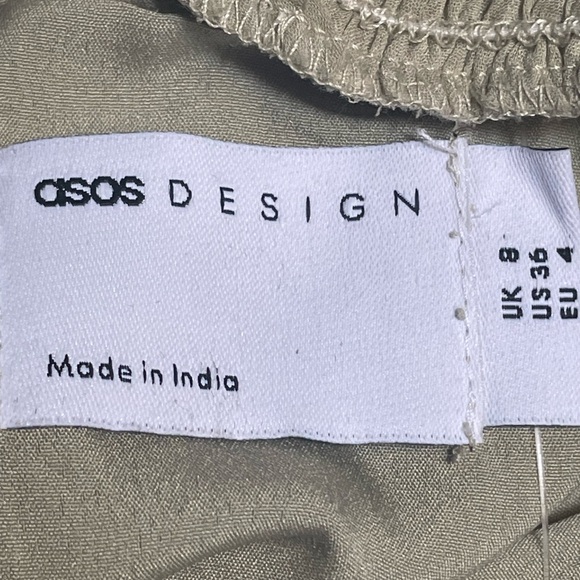 asos DESIGN
Made in India
UK 8
US 36
EU 4